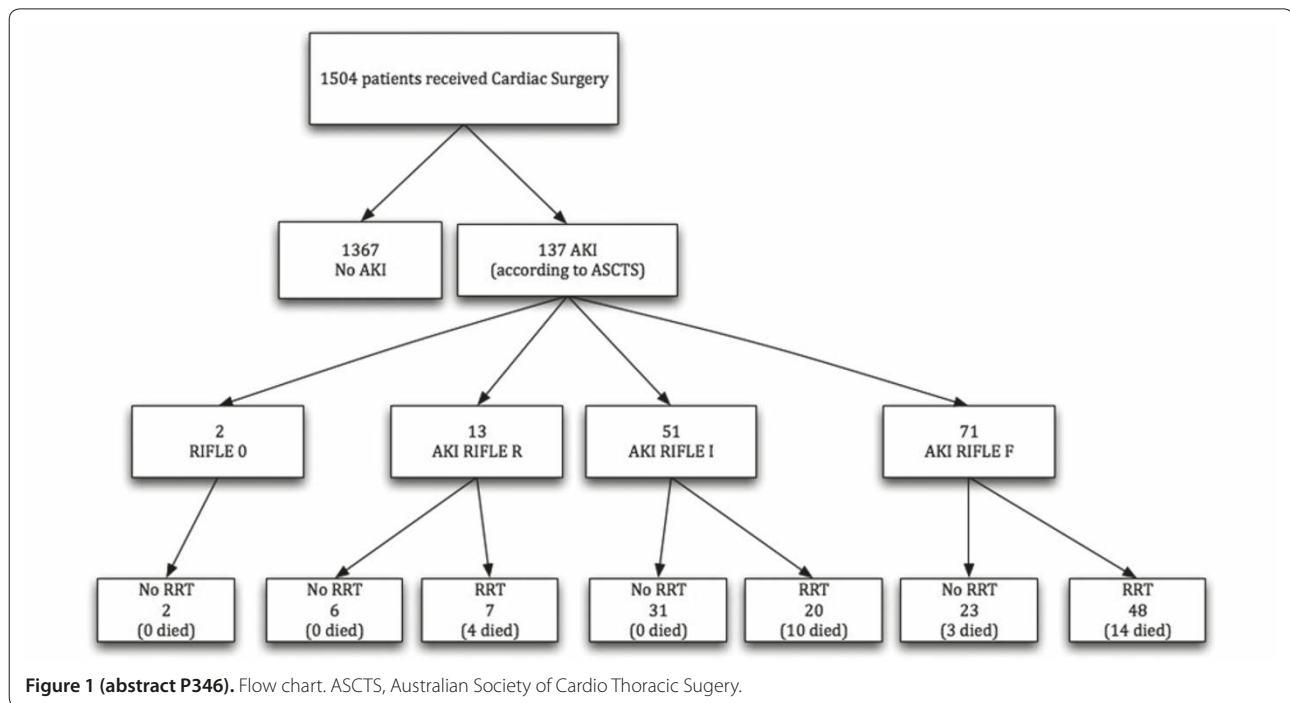 1504 patients received Cardiac Surgery
1367
No AKI
137 AKI
(according to ASCTS)
2
RIFLE 0
13
AKI RIFLE R
51
AKI RIFLE I
71
AKI RIFLE F
No RRT
2
(0 died)
No RRT
6
(0 died)
RRT
7
(4 died)
No RRT
31
(0 died)
RRT
20
(10 died)
No RRT
23
(3 died)
RRT
48
(14 died)
Figure 1 (abstract P346). Flow chart. ASCTS, Australian Society of Cardio Thoracic Sugery.